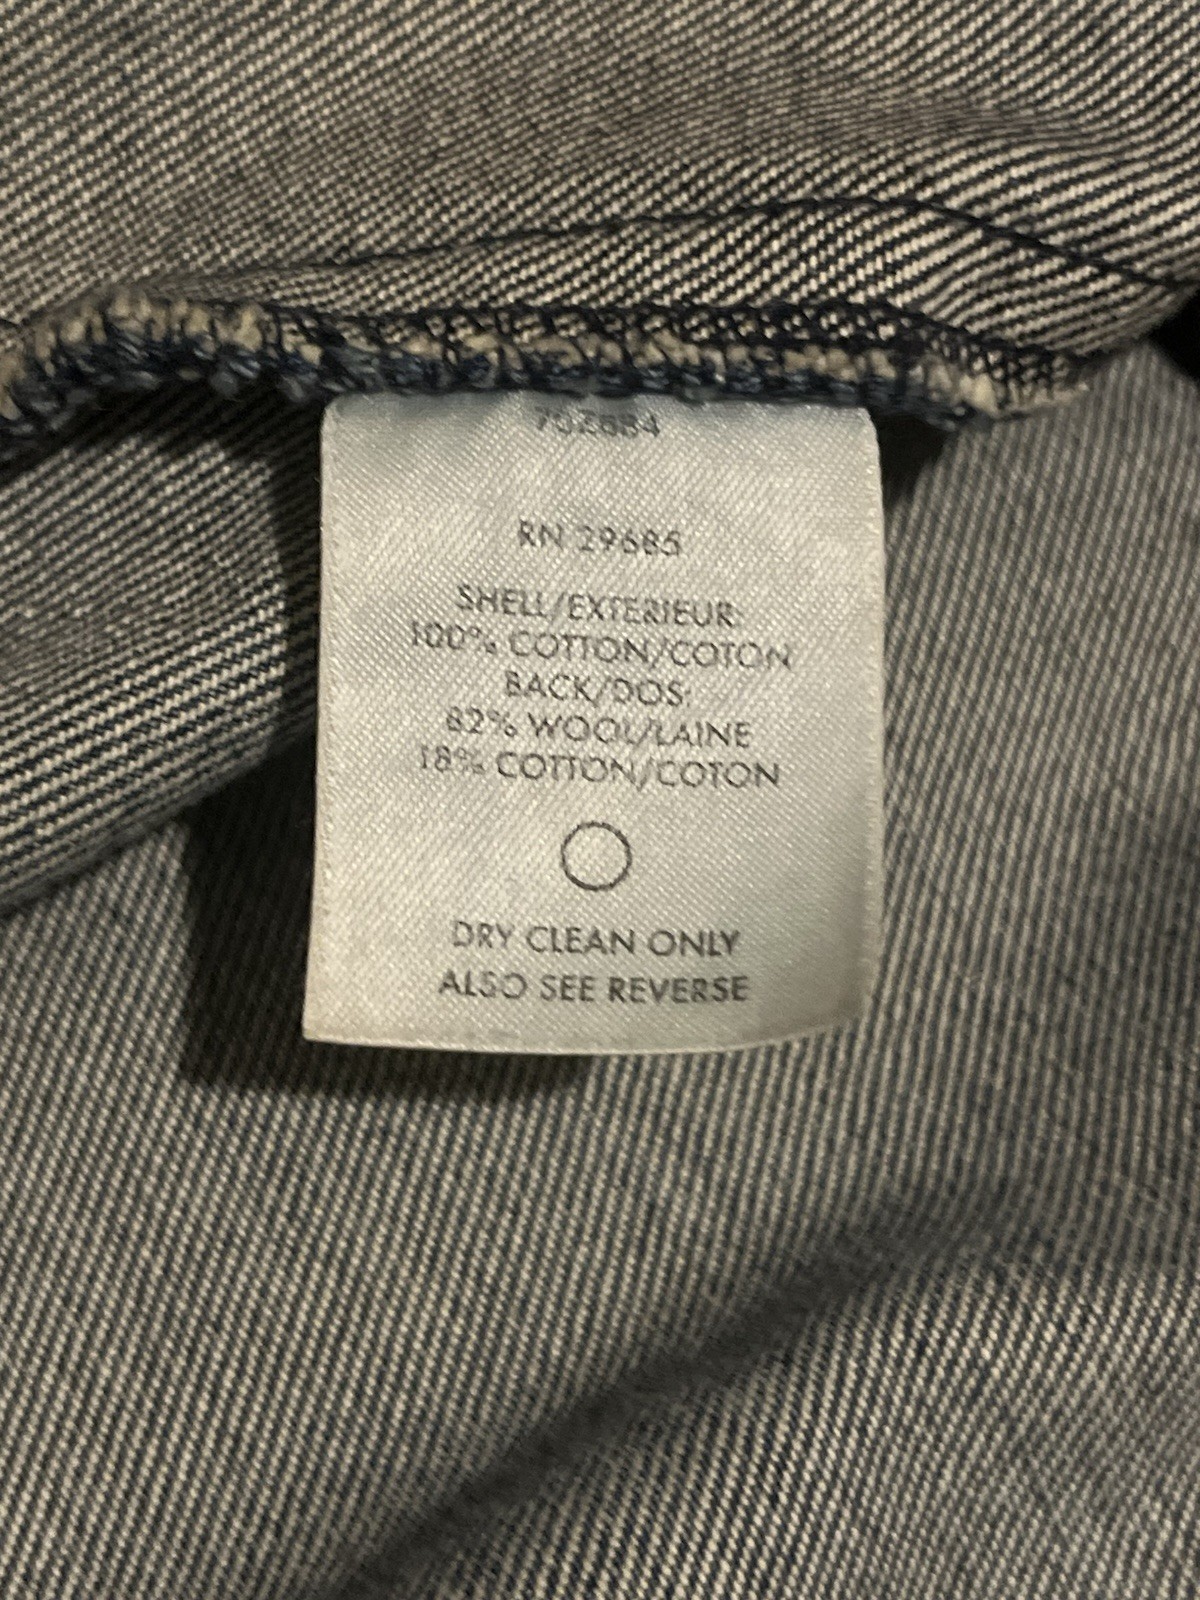 RN 29685
SHELL/EXTERIEUR:
100% COTTON/COTON
BACK/DOS:
82% WOOL/LAINE
18% COTTON/COTON
DRY CLEAN ONLY
ALSO SEE REVERSE